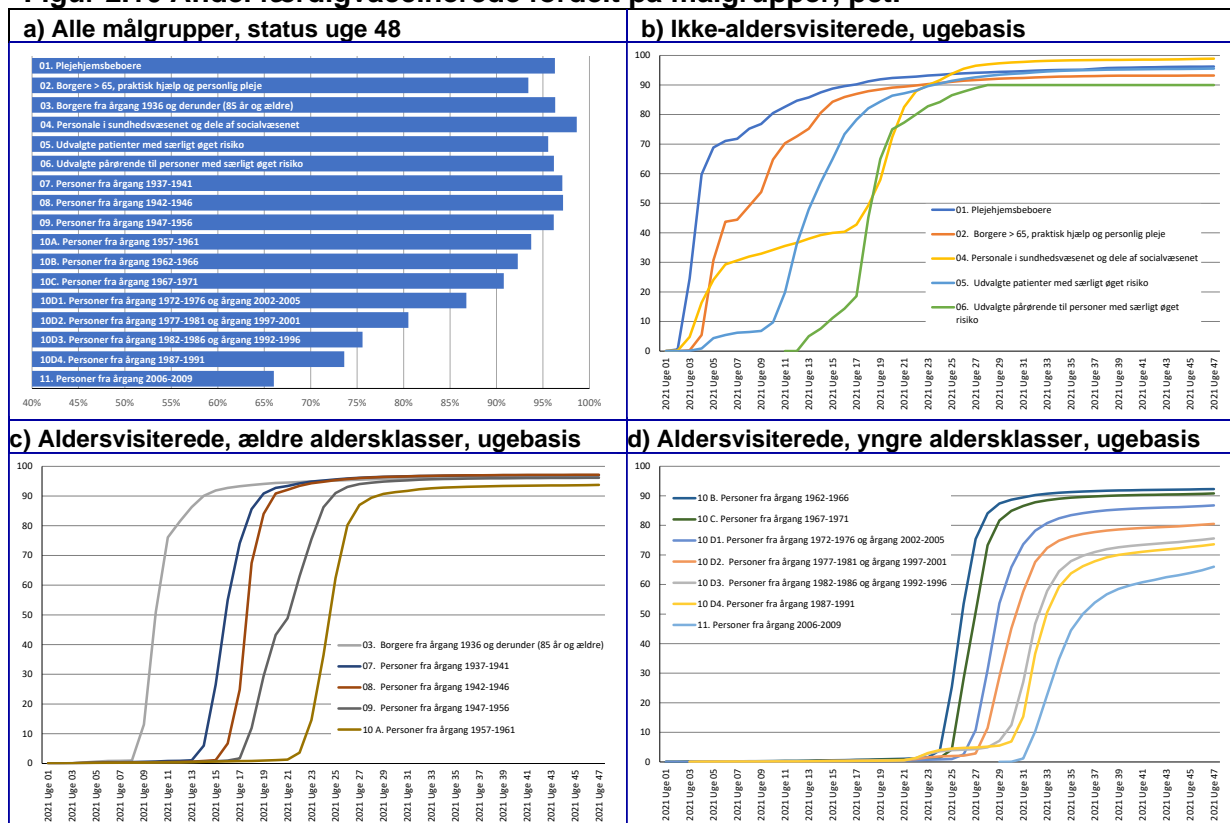 a) Alle målgrupper, status uge 48
01. Plejehjemsbeboere
02. Borgere > 65, praktisk hjælp og personlig pleje
03. Borgere fra årgang 1936 og derunder (85 år og ældre)
04. Personale i sundhedsvæsenet og dele af socialvæsenet
05. Udvalgte patienter med særligt øget risiko
06. Udvalgte pårørende til personer med særligt øget risiko
07. Personer fra årgang 1937-1941
08. Personer fra årgang 1942-1946
09. Personer fra årgang 1947-1956
10A. Personer fra årgang 1957-1961
10B. Personer fra årgang 1962-1966
10C. Personer fra årgang 1967-1971
10D1. Personer fra årgang 1972-1976 og årgang 2002-2005
10D2. Personer fra årgang 1977-1981 og årgang 1997-2001
10D3. Personer fra årgang 1982-1986 og årgang 1992-1996
10D4. Personer fra årgang 1987-1991
11. Personer fra årgang 2006-2009
40% 45% 50% 55% 60% 65% 70% 75% 80% 85% 90% 95% 100%
b) Ikke-aldersvisiterede, ugebasis
100
90
80
70
60
50
40
30
20
10
0
01. Plejehjemsbeboere
02. Borgere > 65, praktisk hjælp og personlig pleje
04. Personale i sundhedsvæsenet og dele af socialvæsenet
05. Udvalgte patienter med særligt øget risiko
06. Udvalgte pårørende til personer med særligt øget
risiko
2021 Uge 01
2021 Uge 03
2021 Uge 05
2021 Uge 07
2021 Uge 09
2021 Uge 11
2021 Uge 13
2021 Uge 15
2021 Uge 17
2021 Uge 19
2021 Uge 21
2021 Uge 23
2021 Uge 25
2021 Uge 27
2021 Uge 29
2021 Uge 31
2021 Uge 33
2021 Uge 35
2021 Uge 37
2021 Uge 39
2021 Uge 41
2021 Uge 43
2021 Uge 45
2021 Uge 47
c) Aldersvisiterede, ældre aldersklasser, ugebasis
100
90
80
70
60
50
40
30
20
10
0
03. Borgere fra årgang 1936 og derunder (85 år og ældre)
07. Personer fra årgang 1937-1941
08. Personer fra årgang 1942-1946
09. Personer fra årgang 1947-1956
10 A. Personer fra årgang 1957-1961
2021 Uge 01
2021 Uge 03
2021 Uge 05
2021 Uge 07
2021 Uge 09
2021 Uge 11
2021 Uge 13
2021 Uge 15
2021 Uge 17
2021 Uge 19
2021 Uge 21
2021 Uge 23
2021 Uge 25
2021 Uge 27
2021 Uge 29
2021 Uge 31
2021 Uge 33
2021 Uge 35
2021 Uge 37
2021 Uge 39
2021 Uge 41
2021 Uge 43
2021 Uge 45
2021 Uge 47
d) Aldersvisiterede, yngre aldersklasser, ugebasis
100
90
80
70
60
50
40
30
20
10
0
10 B. Personer fra årgang 1962-1966
10 C. Personer fra årgang 1967-1971
10 D1. Personer fra årgang 1972-1976 og årgang 2002-2005
10 D2. Personer fra årgang 1977-1981 og årgang 1997-2001
10 D3. Personer fra årgang 1982-1986 og årgang 1992-1996
10 D4. Personer fra årgang 1987-1991
11. Personer fra årgang 2006-2009
2021 Uge 01
2021 Uge 03
2021 Uge 05
2021 Uge 07
2021 Uge 09
2021 Uge 11
2021 Uge 13
2021 Uge 15
2021 Uge 17
2021 Uge 19
2021 Uge 21
2021 Uge 23
2021 Uge 25
2021 Uge 27
2021 Uge 29
2021 Uge 31
2021 Uge 33
2021 Uge 35
2021 Uge 37
2021 Uge 39
2021 Uge 41
2021 Uge 43
2021 Uge 45
2021 Uge 47